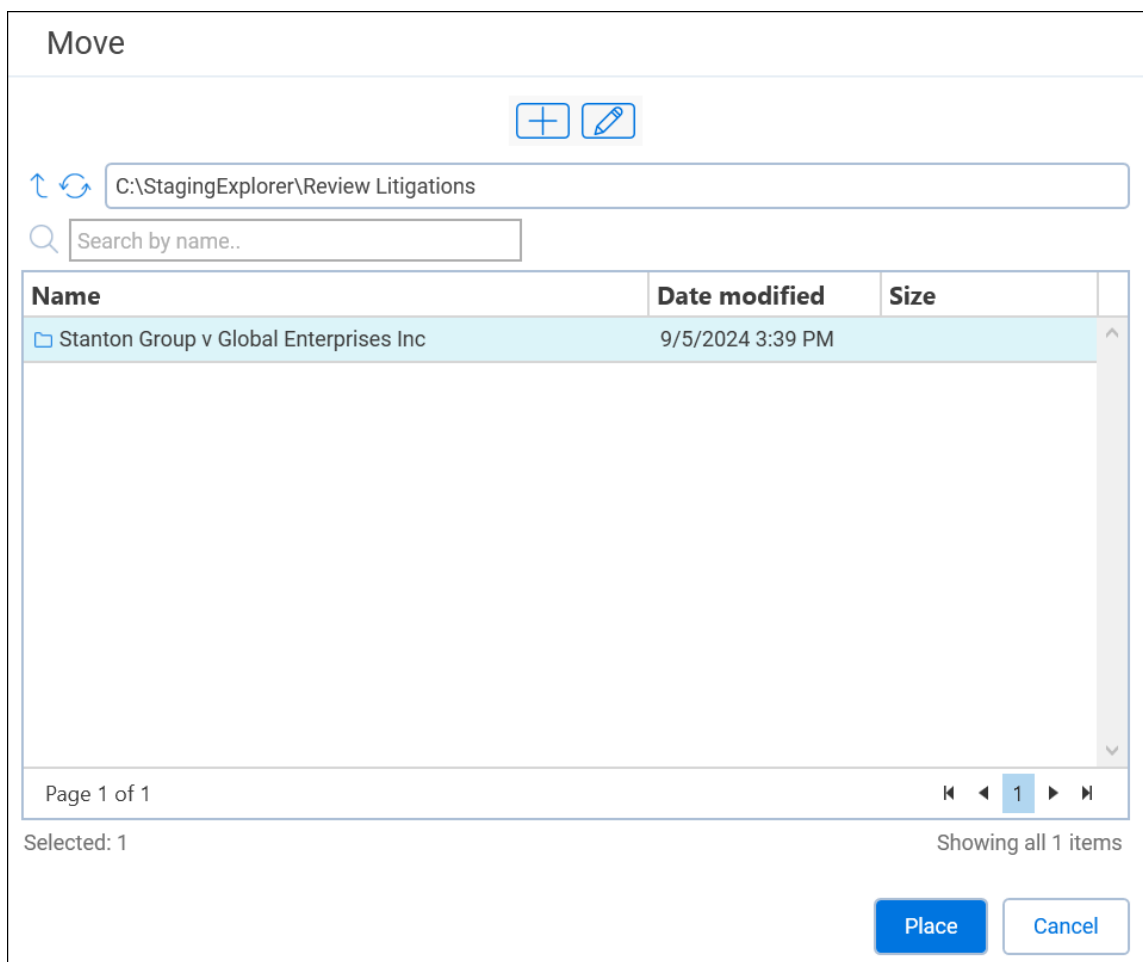 Move
C:\StagingExplorer\Review Litigations
Search by name..
Name Date modified Size
Stanton Group v Global Enterprises Inc 9/5/2024 3:39 PM
Page 1 of 1 1
Selected: 1 Showing all 1 items
Place Cancel